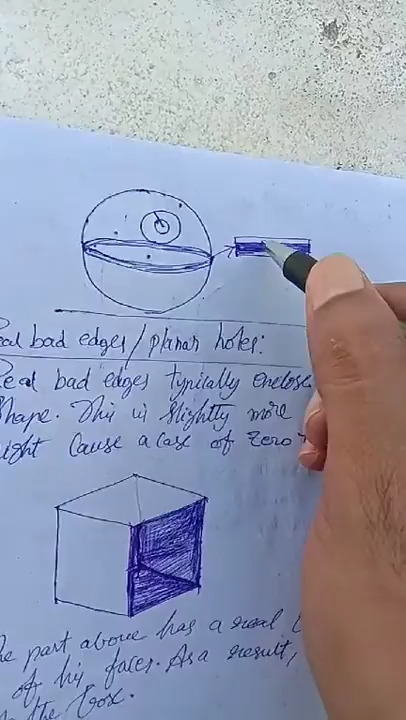 Real bad edges/planar holes:
Real bad edges typically enclose
shape. This is slightly more
might Cause a case of Zero
The part above has a real
of his faces. As a result,
the box.